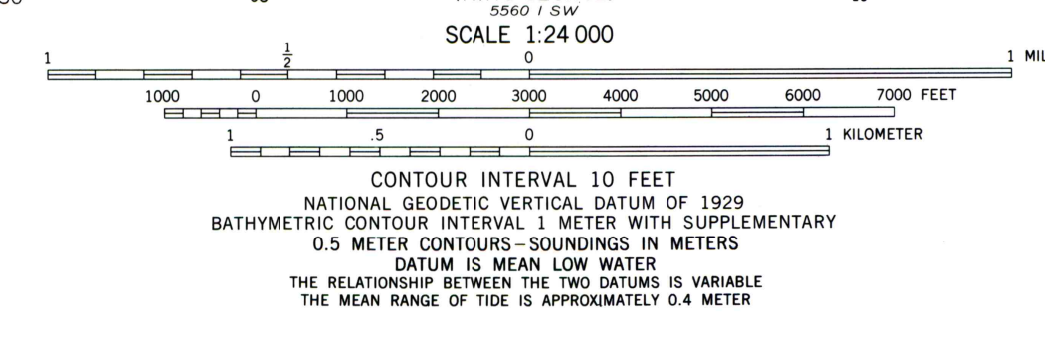 5560 I SW
SCALE 1:24 000
1 ½ 0 1 MIL
1000 0 1000 2000 3000 4000 5000 6000 7000 FEET
1 .5 0 1 KILOMETER
CONTOUR INTERVAL 10 FEET
NATIONAL GEODETIC VERTICAL DATUM OF 1929
BATHYMETRIC CONTOUR INTERVAL 1 METER WITH SUPPLEMENTARY
0.5 METER CONTOURS–SOUNDINGS IN METERS
DATUM IS MEAN LOW WATER
THE RELATIONSHIP BETWEEN THE TWO DATUMS IS VARIABLE
THE MEAN RANGE OF TIDE IS APPROXIMATELY 0.4 METER